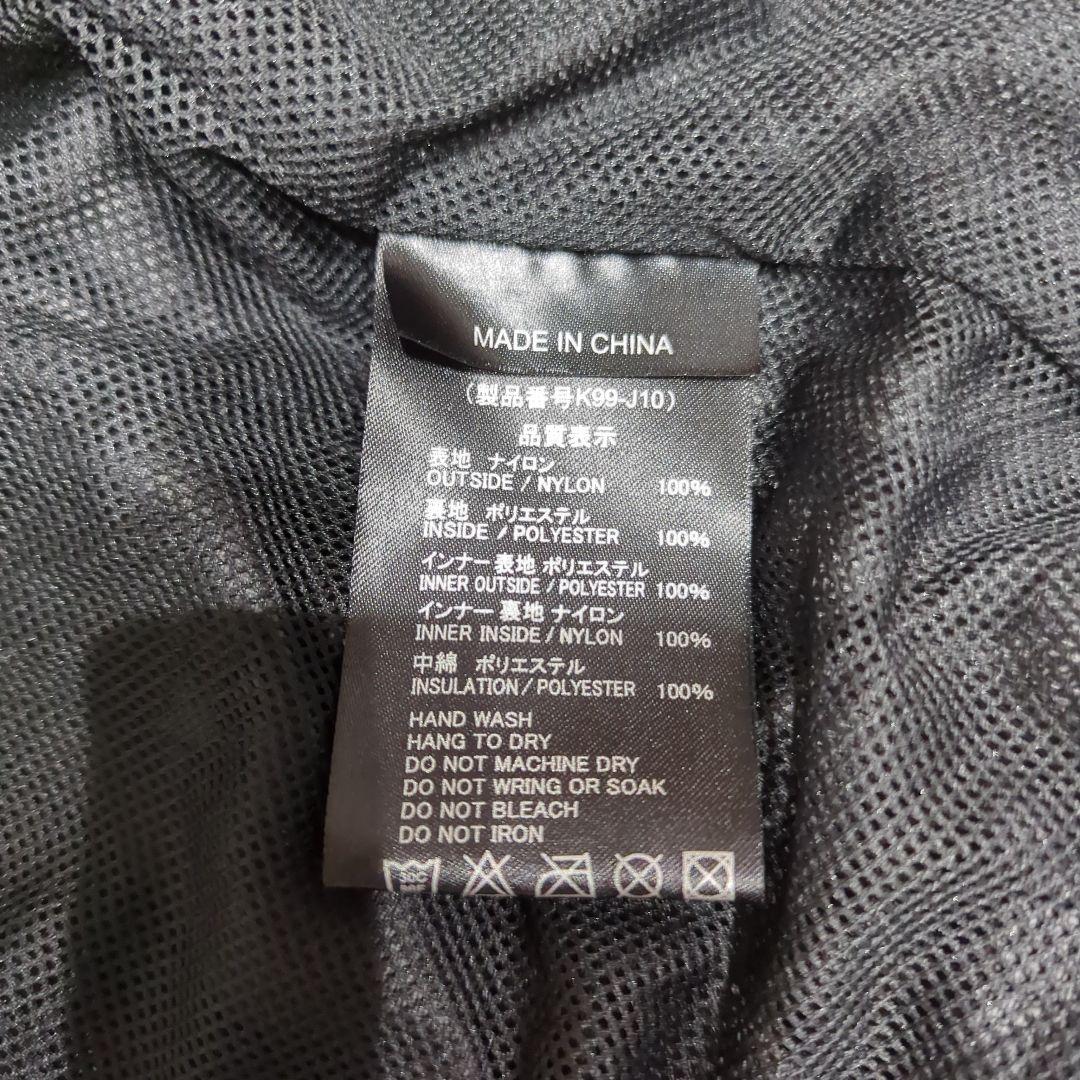 MADE IN CHINA
(製品番号K99-J10)
品質表示
表地 ナイロン
OUTSIDE / NYLON 100%
裏地 ポリエステル
INSIDE / POLYESTER 100%
インナー表地 ポリエステル
INNER OUTSIDE / POLYESTER 100%
インナー裏地 ナイロン
INNER INSIDE / NYLON 100%
中綿 ポリエステル
INSULATION / POLYESTER 100%
HAND WASH
HANG TO DRY
DO NOT MACHINE DRY
DO NOT WRING OR SOAK
DO NOT BLEACH
DO NOT IRON